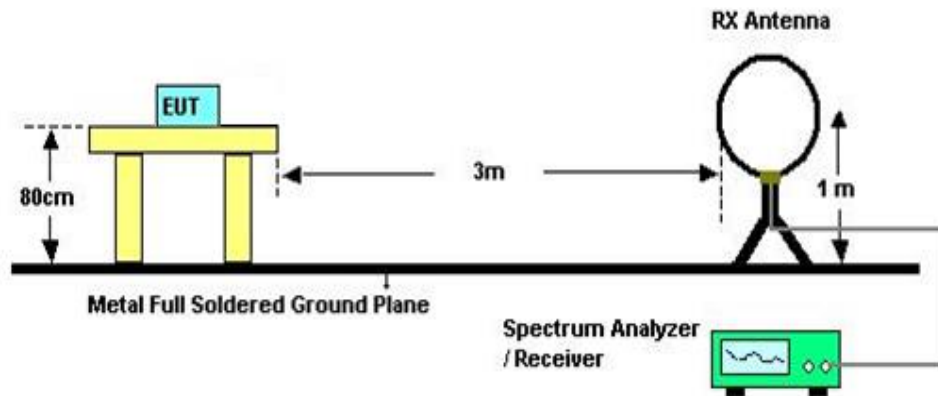 RX Antenna
EUT
80cm
3m
1 m
Metal Full Soldered Ground Plane
Spectrum Analyzer
/ Receiver